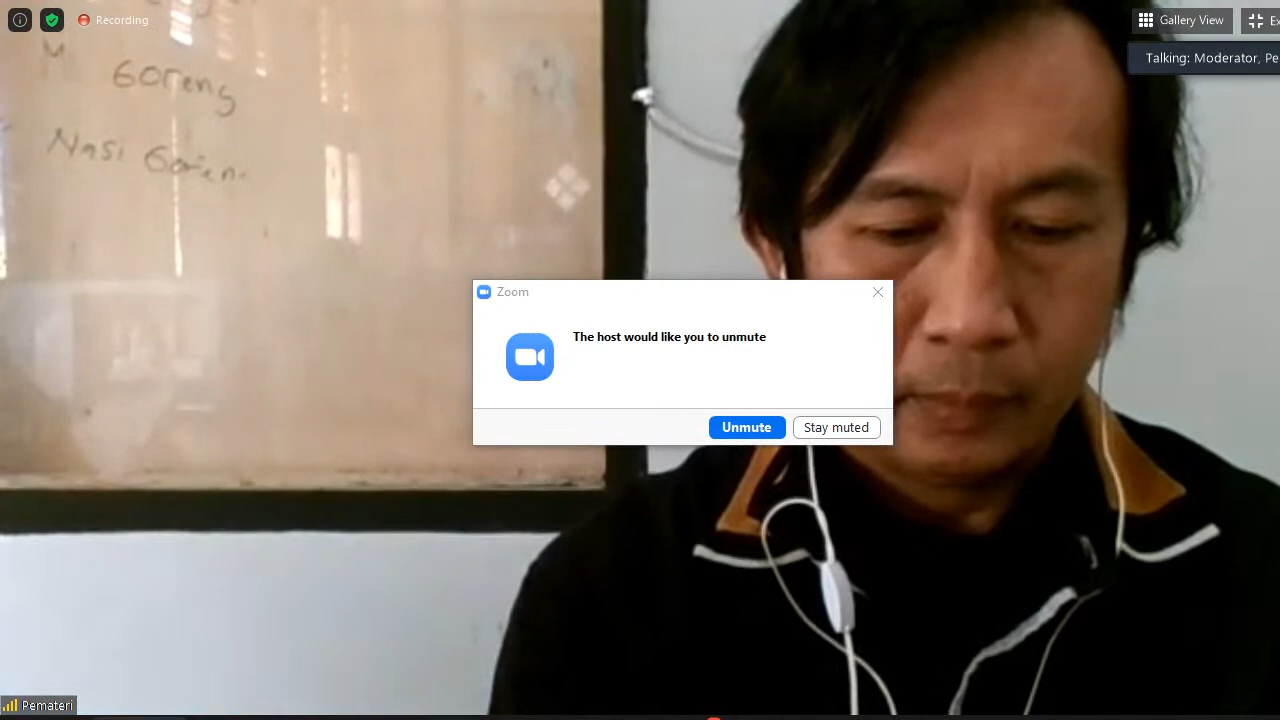 Recording
Gallery View
Ex
Talking: Moderator, Pe
Goreng
Nasi Goren
Zoom
The host would like you to unmute
Unmute
Stay muted
Pemateri